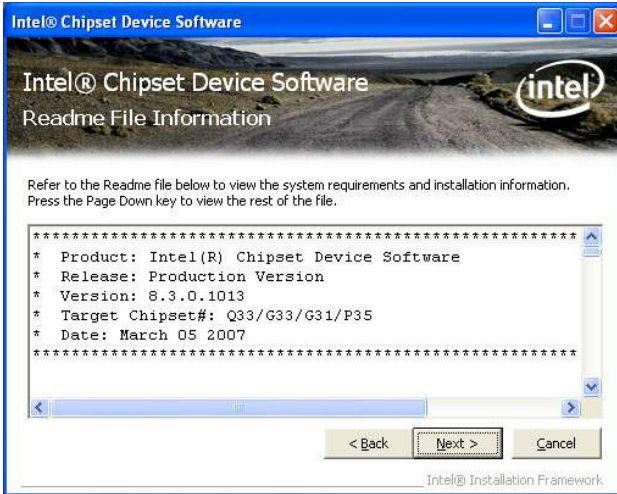 Intel® Chipset Device Software
Intel® Chipset Device Software
intel
Readme File Information
Refer to the Readme file below to view the system requirements and installation information.
Press the Page Down key to view the rest of the file.
********************************************************
* Product: Intel(R) Chipset Device Software
* Release: Production Version
* Version: 8.3.0.1013
* Target Chipset#: Q33/G33/G31/P35
* Date: March 05 2007
********************************************************
< Back
Next >
Cancel
Intel® Installation Framework